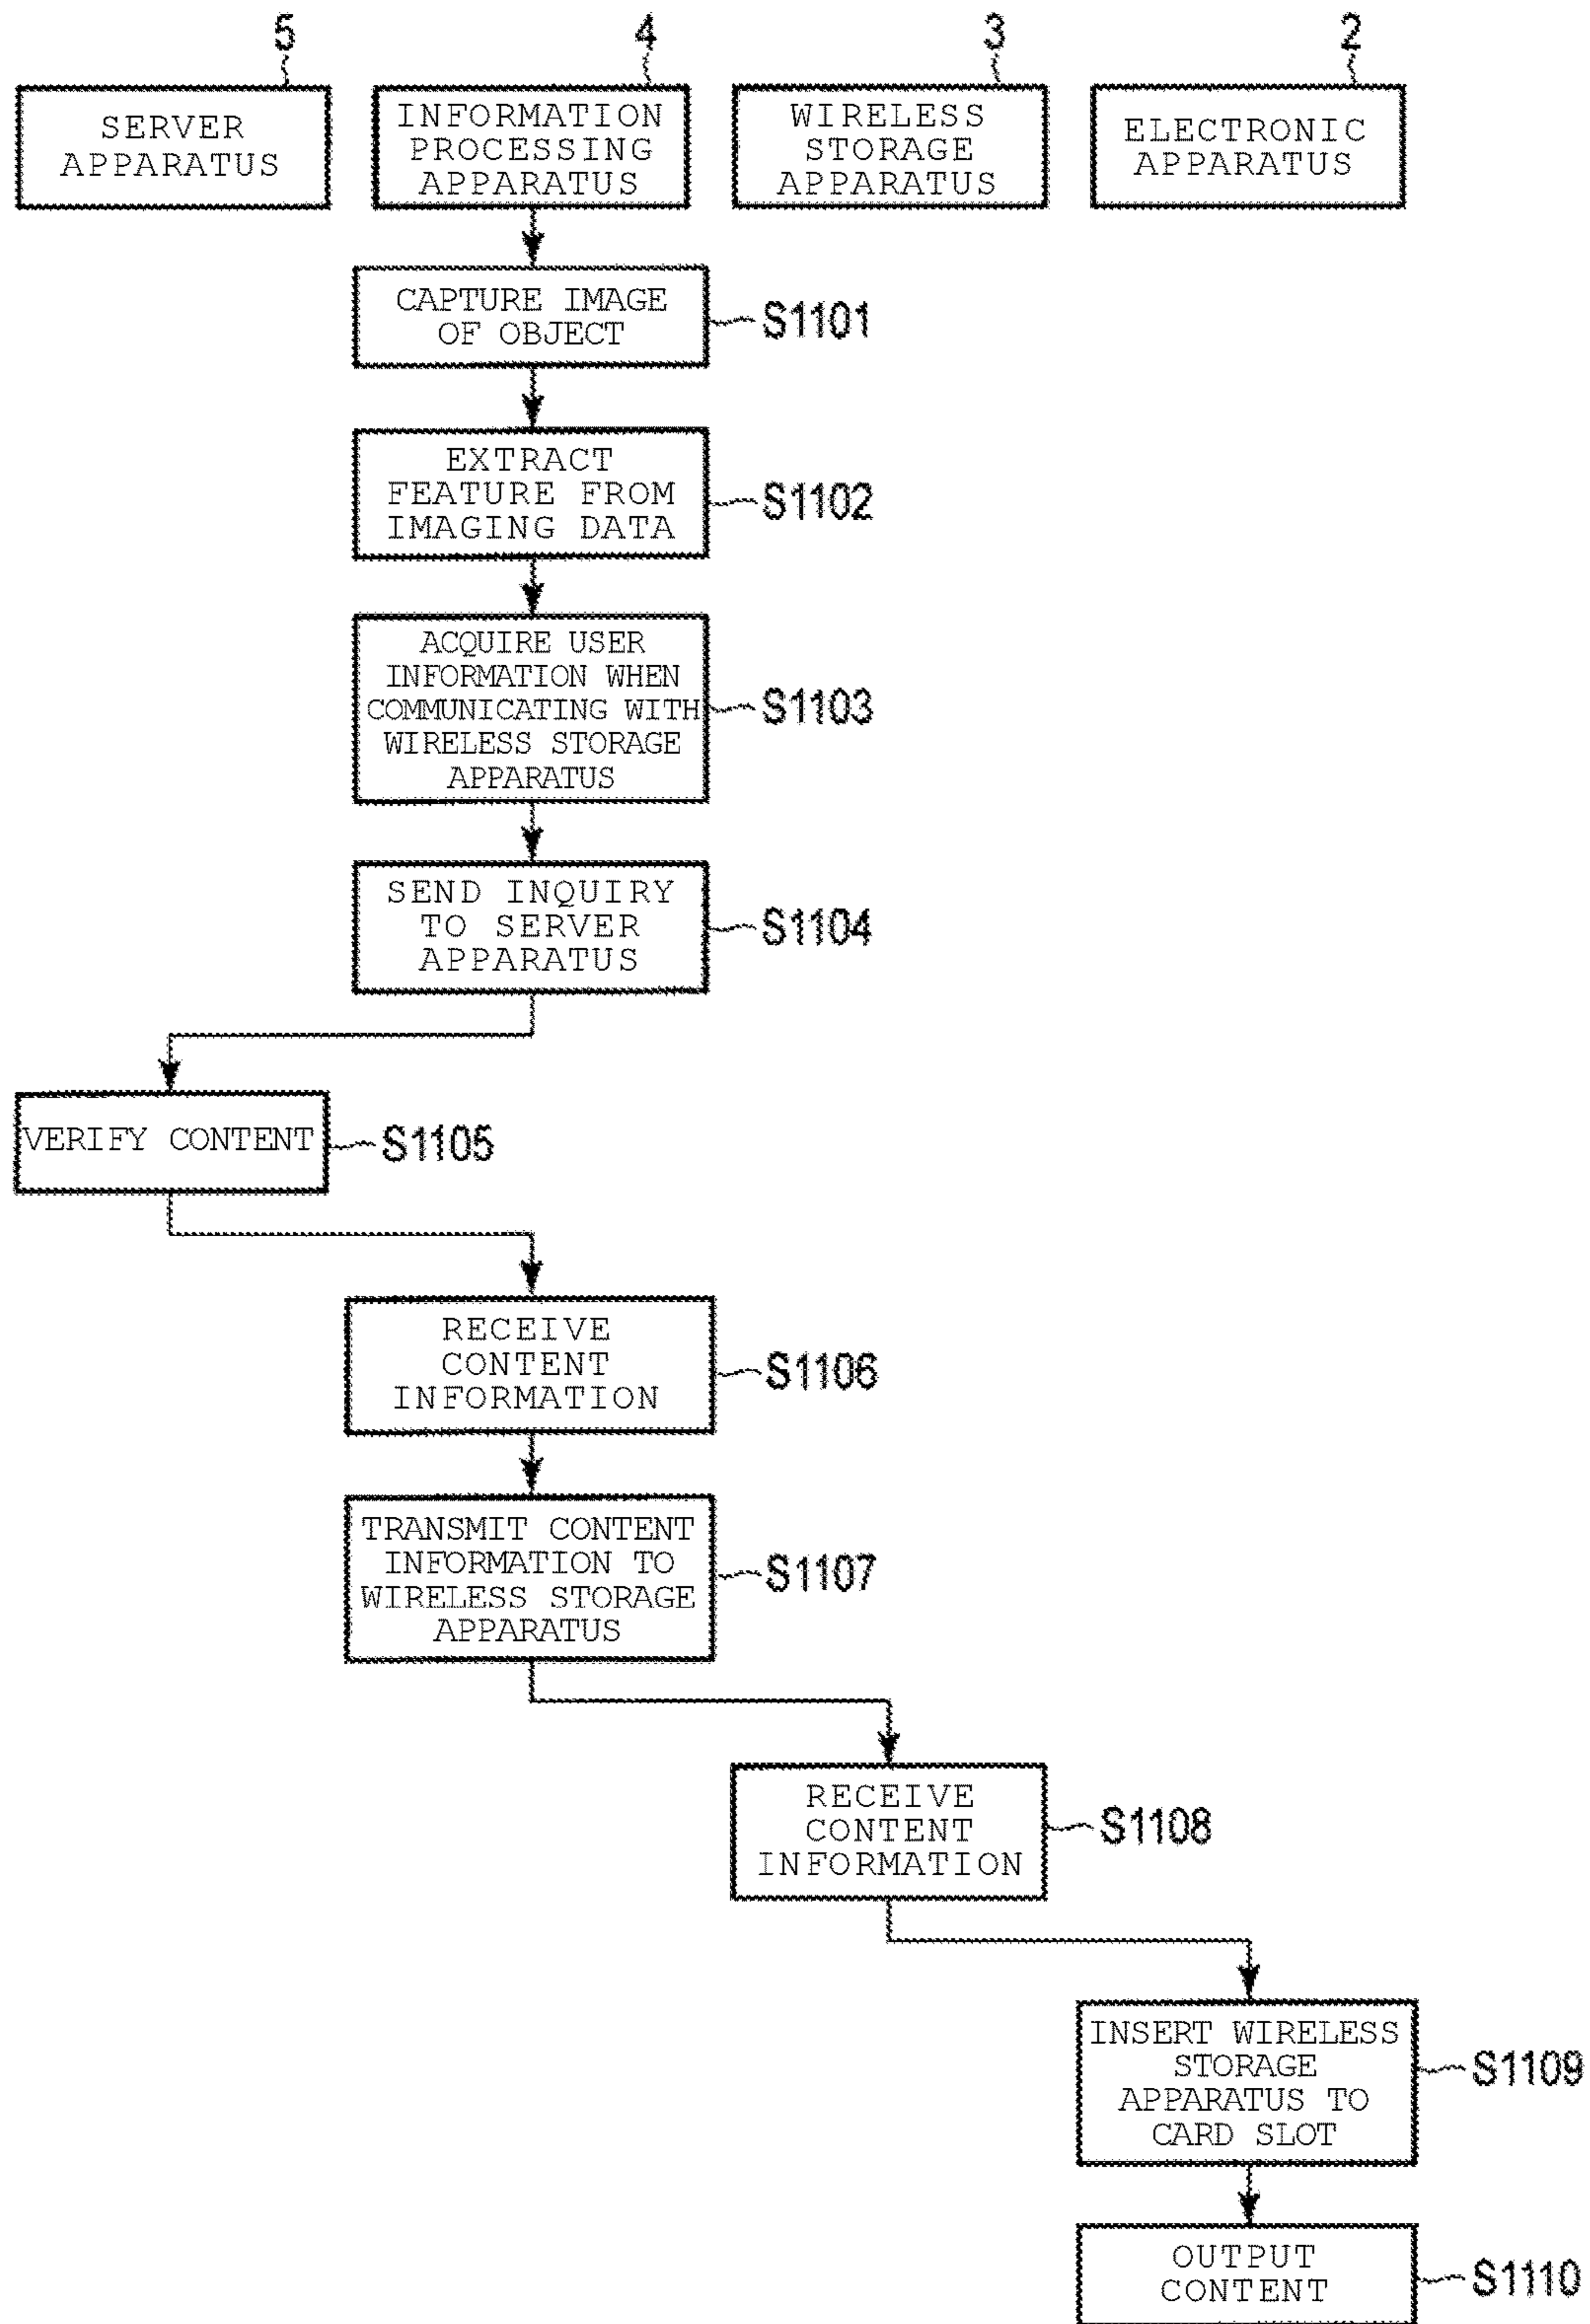 5
4
3
2
SERVER
APPARATUS
INFORMATION
PROCESSING
APPARATUS
WIRELESS
STORAGE
APPARATUS
ELECTRONIC
APPARATUS
CAPTURE IMAGE
OF OBJECT
S1101
EXTRACT
FEATURE FROM
IMAGING DATA
S1102
ACQUIRE USER
INFORMATION WHEN
COMMUNICATING WITH
WIRELESS STORAGE
APPARATUS
S1103
SEND INQUIRY
TO SERVER
APPARATUS
S1104
VERIFY CONTENT
S1105
RECEIVE
CONTENT
INFORMATION
S1106
TRANSMIT CONTENT
INFORMATION TO
WIRELESS STORAGE
APPARATUS
S1107
RECEIVE
CONTENT
INFORMATION
S1108
INSERT WIRELESS
STORAGE
APPARATUS TO
CARD SLOT
S1109
OUTPUT
CONTENT
S1110